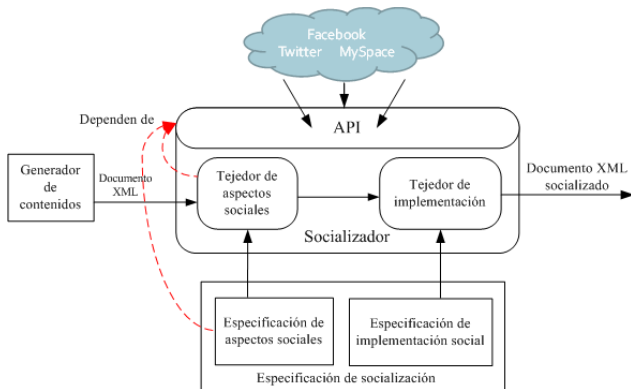 Facebook
Twitter MySpace
Dependen de
API
Generador
de
contenidos
Documento
XML
Tejedor de
aspectos
sociales
Tejedor de
implementación
Documento XML
socializado
Socializador
Especificación de
aspectos sociales
Especificación de
implementación social
Especificación de socialización